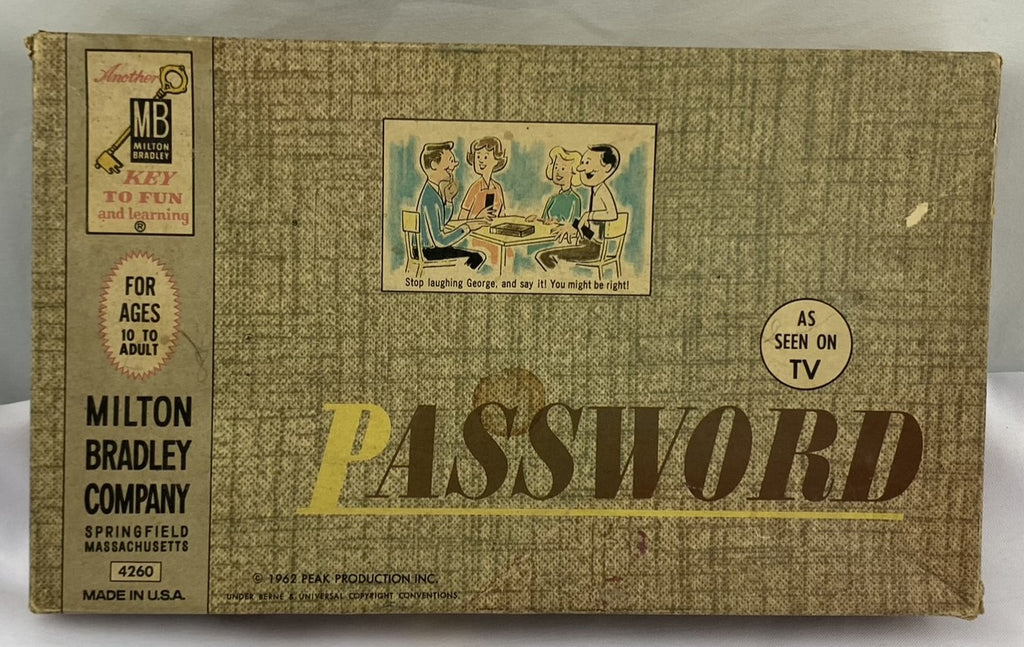 Another
MB
MILTON
BRADLEY
KEY
TO FUN
and learning
®
FOR
AGES
10 TO
ADULT
MILTON
BRADLEY
COMPANY
SPRINGFIELD
MASSACHUSETTS
4260
MADE IN U.S.A.
Stop laughing George, and say it! You might be right!
AS
SEEN ON
TV
PASSWORD
© 1962 PEAK PRODUCTION INC.
UNDER BERNE & UNIVERSAL COPYRIGHT CONVENTIONS.